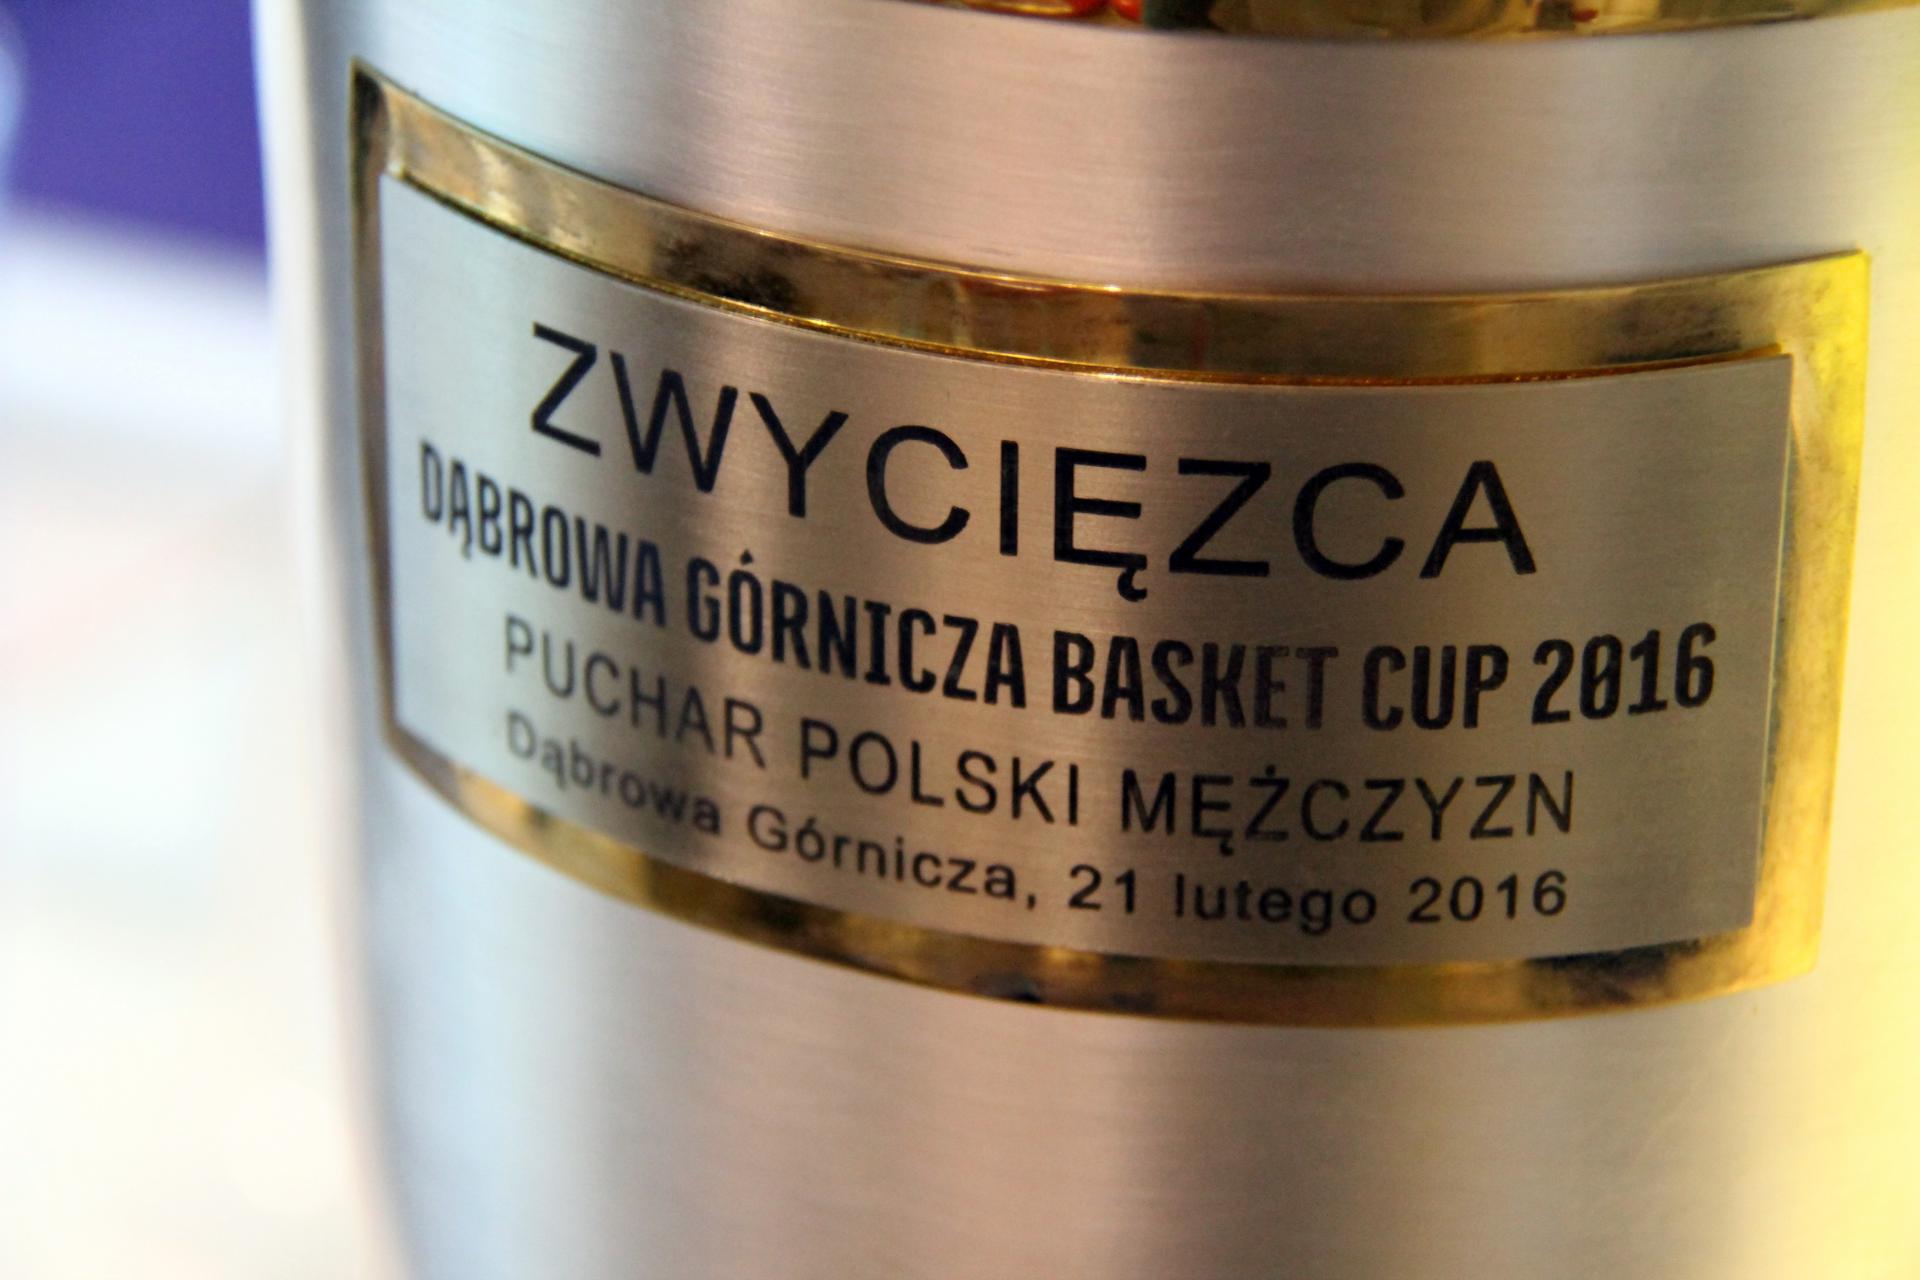 ZWYCIĘZCA
DĄBROWA GÓRNICZA BASKET CUP 2016
PUCHAR POLSKI MĘŻCZYZN
Dąbrowa Górnicza, 21 lutego 2016